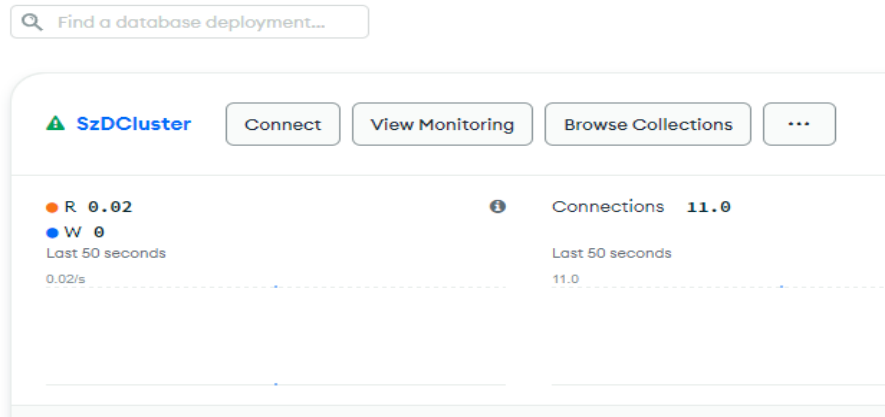 Find a database deployment...
SzDCluster Connect View Monitoring Browse Collections ...
R 0.02
W 0
Last 50 seconds
0.02/s
Connections 11.0
Last 50 seconds
11.0